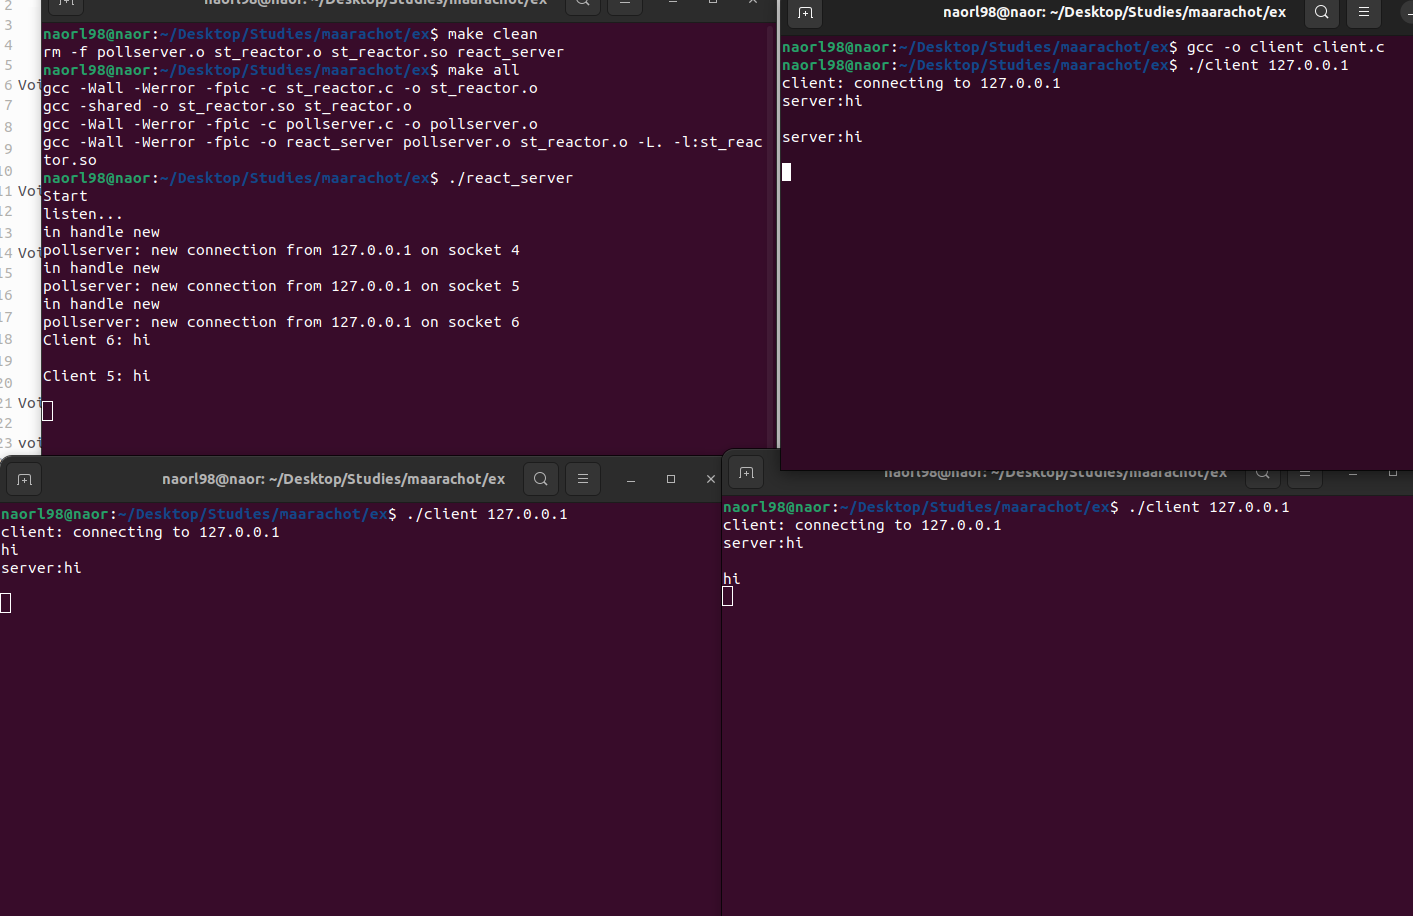 naorl98@naor: ~/Desktop/Studies/maarachot/ex
naorl98@naor:~/Desktop/Studies/maarachot/ex$ make clean
rm -f pollserver.o st_reactor.o st_reactor.so react_server
naorl98@naor:~/Desktop/Studies/maarachot/ex$ make all
gcc -Wall -Werror -fpic -c st_reactor.c -o st_reactor.o
gcc -shared -o st_reactor.so st_reactor.o
gcc -Wall -Werror -fpic -c pollserver.c -o pollserver.o
gcc -Wall -Werror -fpic -o react_server pollserver.o st_reactor.o -L. -l:st_reac
tor.so
naorl98@naor:~/Desktop/Studies/maarachot/ex$ ./react_server
Start
listen...
in handle new
pollserver: new connection from 127.0.0.1 on socket 4
in handle new
pollserver: new connection from 127.0.0.1 on socket 5
in handle new
pollserver: new connection from 127.0.0.1 on socket 6
Client 6: hi
Client 5: hi
2
3
4
5
6 Voi
7
8
9
10
11 Voi
12
13
14 Voi
15
16
17
18
19
20
21 Voi
22
23 voi
naorl98@naor: ~/Desktop/Studies/maarachot/ex
naorl98@naor:~/Desktop/Studies/maarachot/ex$ gcc -o client client.c
naorl98@naor:~/Desktop/Studies/maarachot/ex$ ./client 127.0.0.1
client: connecting to 127.0.0.1
server:hi
server:hi
naorl98@naor: ~/Desktop/Studies/maarachot/ex
naorl98@naor:~/Desktop/Studies/maarachot/ex$ ./client 127.0.0.1
client: connecting to 127.0.0.1
hi
server:hi
naorl98@naor: ~/Desktop/Studies/maarachot/ex
naorl98@naor:~/Desktop/Studies/maarachot/ex$ ./client 127.0.0.1
client: connecting to 127.0.0.1
server:hi
hi